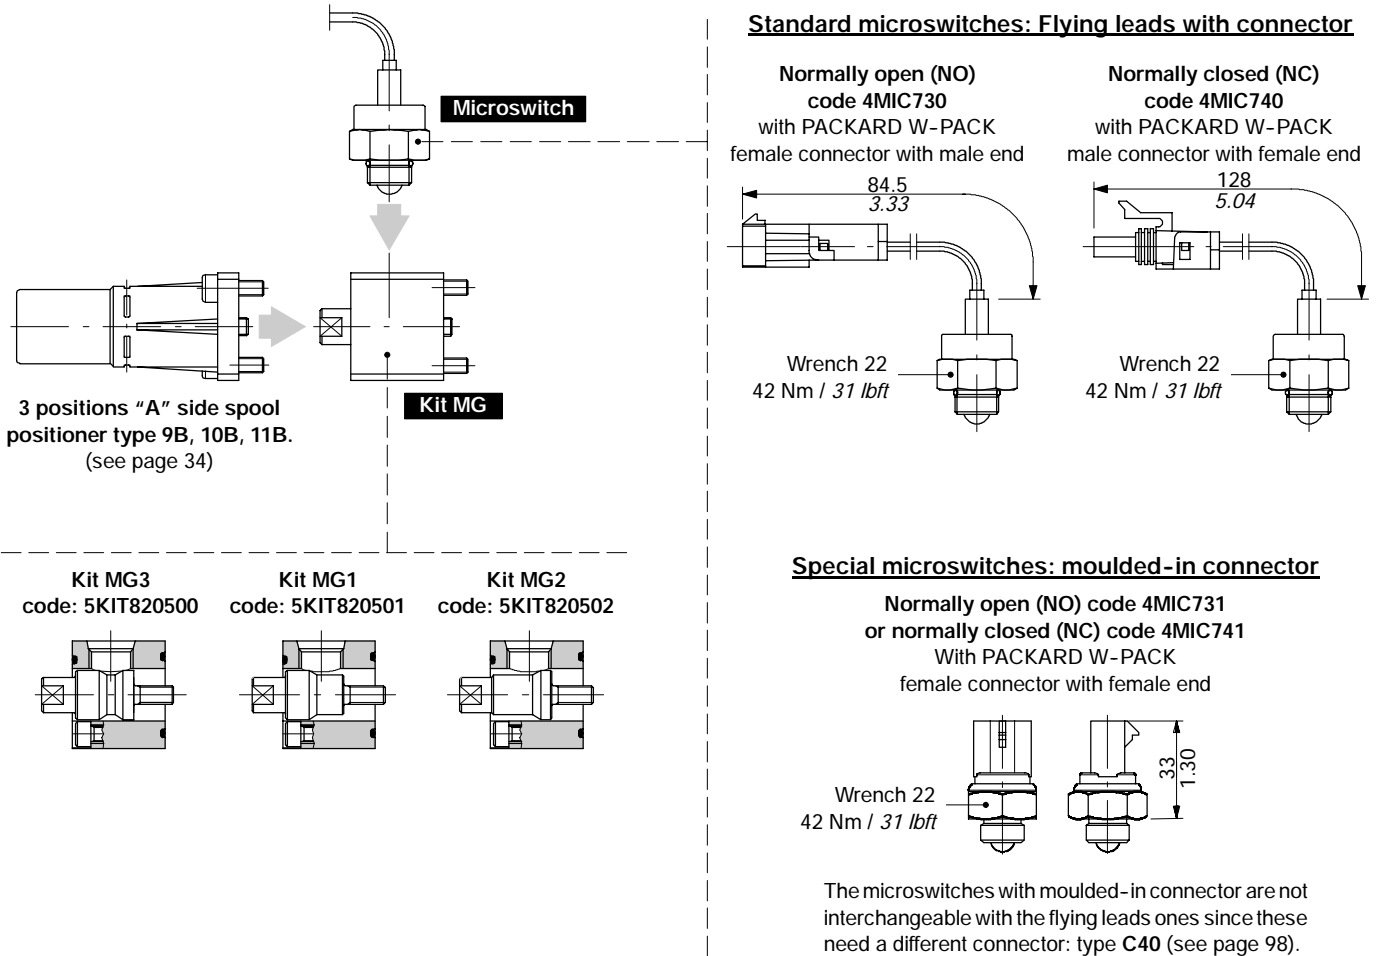 Microswitch
Kit MG
3 positions “A” side spool
positioner type 9B, 10B, 11B.
(see page 34)
Kit MG3
code: 5KIT820500
Kit MG1
code: 5KIT820501
Kit MG2
code: 5KIT820502
Standard microswitches: Flying leads with connector
Normally open (NO)
code 4MIC730
with PACKARD W-PACK
female connector with male end
84.5
3.33
Wrench 22
42 Nm / 31 lbft
Normally closed (NC)
code 4MIC740
with PACKARD W-PACK
male connector with female end
128
5.04
Wrench 22
42 Nm / 31 lbft
Special microswitches: moulded-in connector
Normally open (NO) code 4MIC731
or normally closed (NC) code 4MIC741
With PACKARD W-PACK
female connector with female end
33
1.30
Wrench 22
42 Nm / 31 lbft
The microswitches with moulded-in connector are not
interchangeable with the flying leads ones since these
need a different connector: type C40 (see page 98).